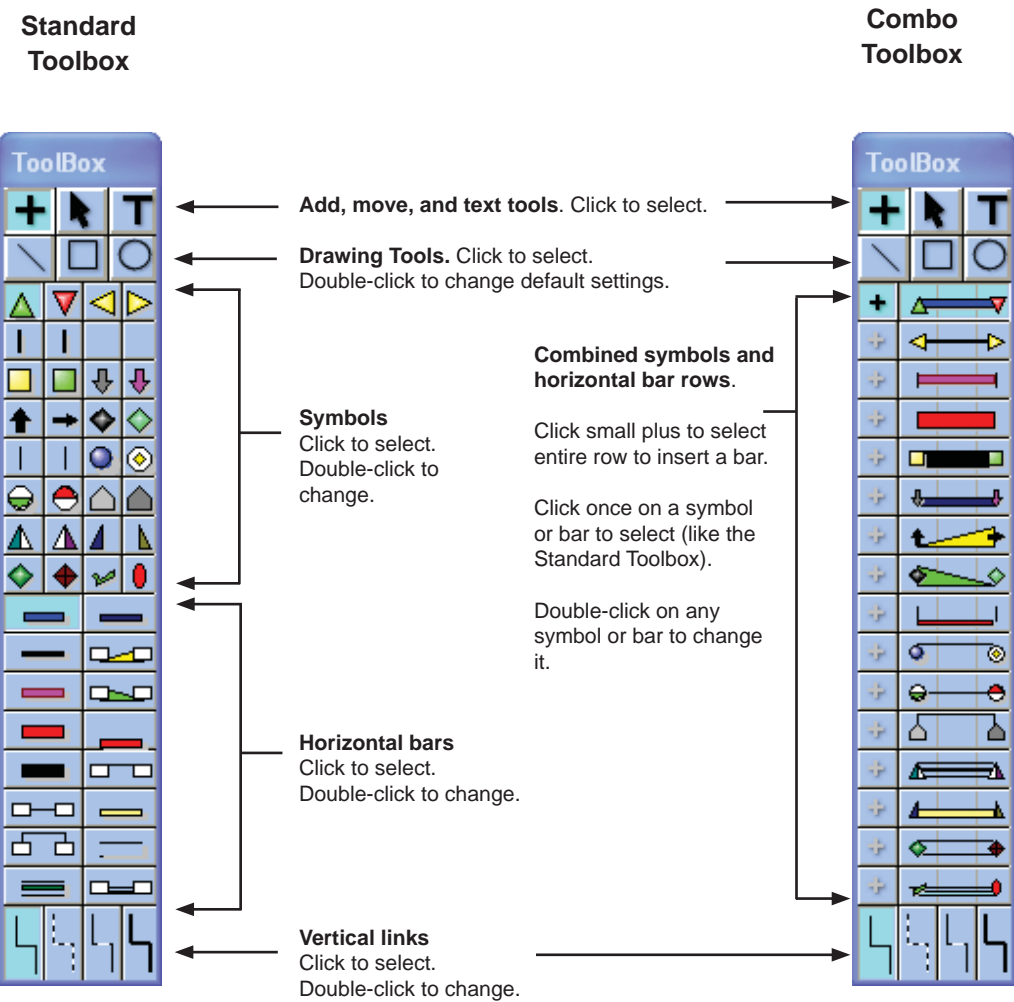 Standard
Toolbox
Combo
Toolbox
ToolBox
ToolBox
T
T
Add, move, and text tools. Click to select.
Drawing Tools. Click to select.
Double-click to change default settings.
Combined symbols and
horizontal bar rows.
Click small plus to select
entire row to insert a bar.
Click once on a symbol
or bar to select (like the
Standard Toolbox).
Double-click on any
symbol or bar to change
it.
Symbols
Click to select.
Double-click to
change.
Horizontal bars
Click to select.
Double-click to change.
Vertical links
Click to select.
Double-click to change.